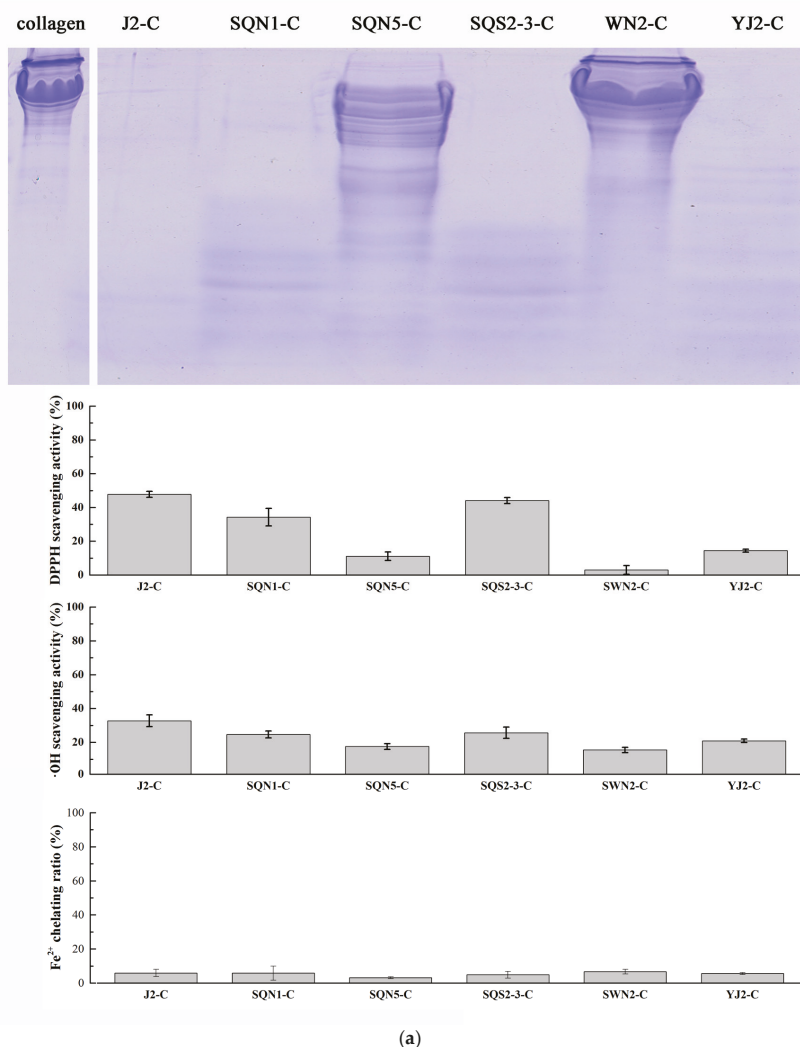 collagen J2-C SQN1-C SQN5-C SQS2-3-C WN2-C YJ2-C
DPPH scavenging activity (%)
100
80
60
40
20
0
J2-C SQN1-C SQN5-C SQS2-3-C SWN2-C YJ2-C
·OH scavenging activity (%)
100
80
60
40
20
0
J2-C SQN1-C SQN5-C SQS2-3-C SWN2-C YJ2-C
Fe²⁺ chelating ratio (%)
100
80
60
40
20
0
J2-C SQN1-C SQN5-C SQS2-3-C SWN2-C YJ2-C
(a)